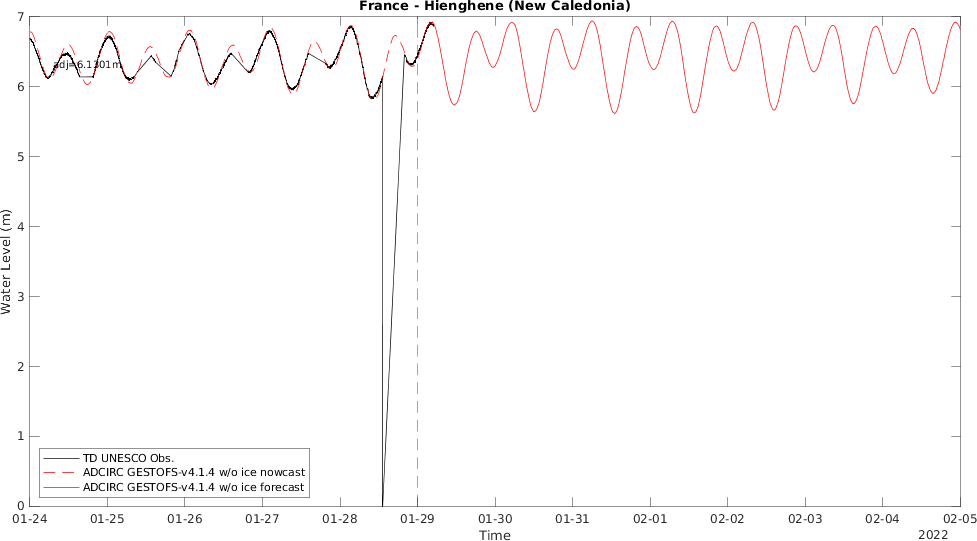 France - Hienghene (New Caledonia)
7
6
5
4
3
2
1
0
Water Level (m)
adj=6.1301m
TD UNESCO Obs.
ADCIRC GESTOFS-v4.1.4 w/o ice nowcast
ADCIRC GESTOFS-v4.1.4 w/o ice forecast
01-24 01-25 01-26 01-27 01-28 01-29 01-30 01-31 02-01 02-02 02-03 02-04 02-05
Time
2022